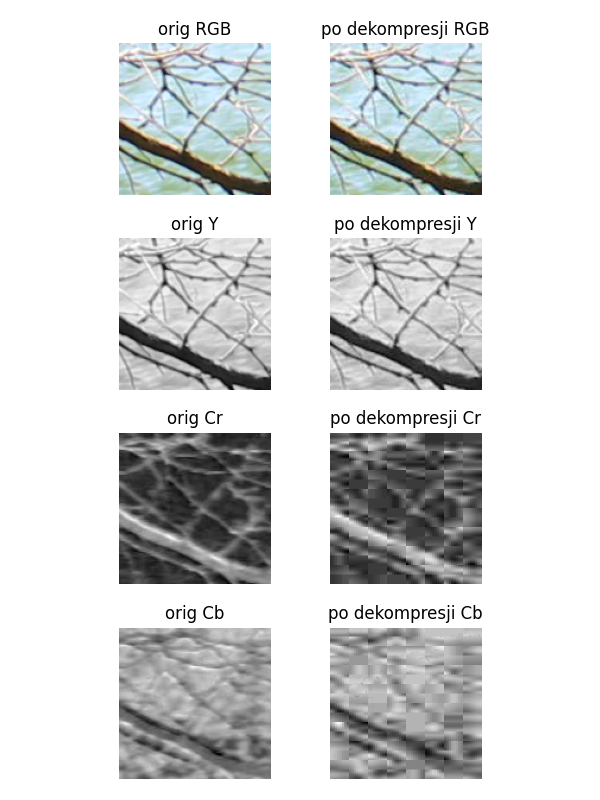 orig RGB
po dekompresji RGB
orig Y
po dekompresji Y
orig Cr
po dekompresji Cr
orig Cb
po dekompresji Cb